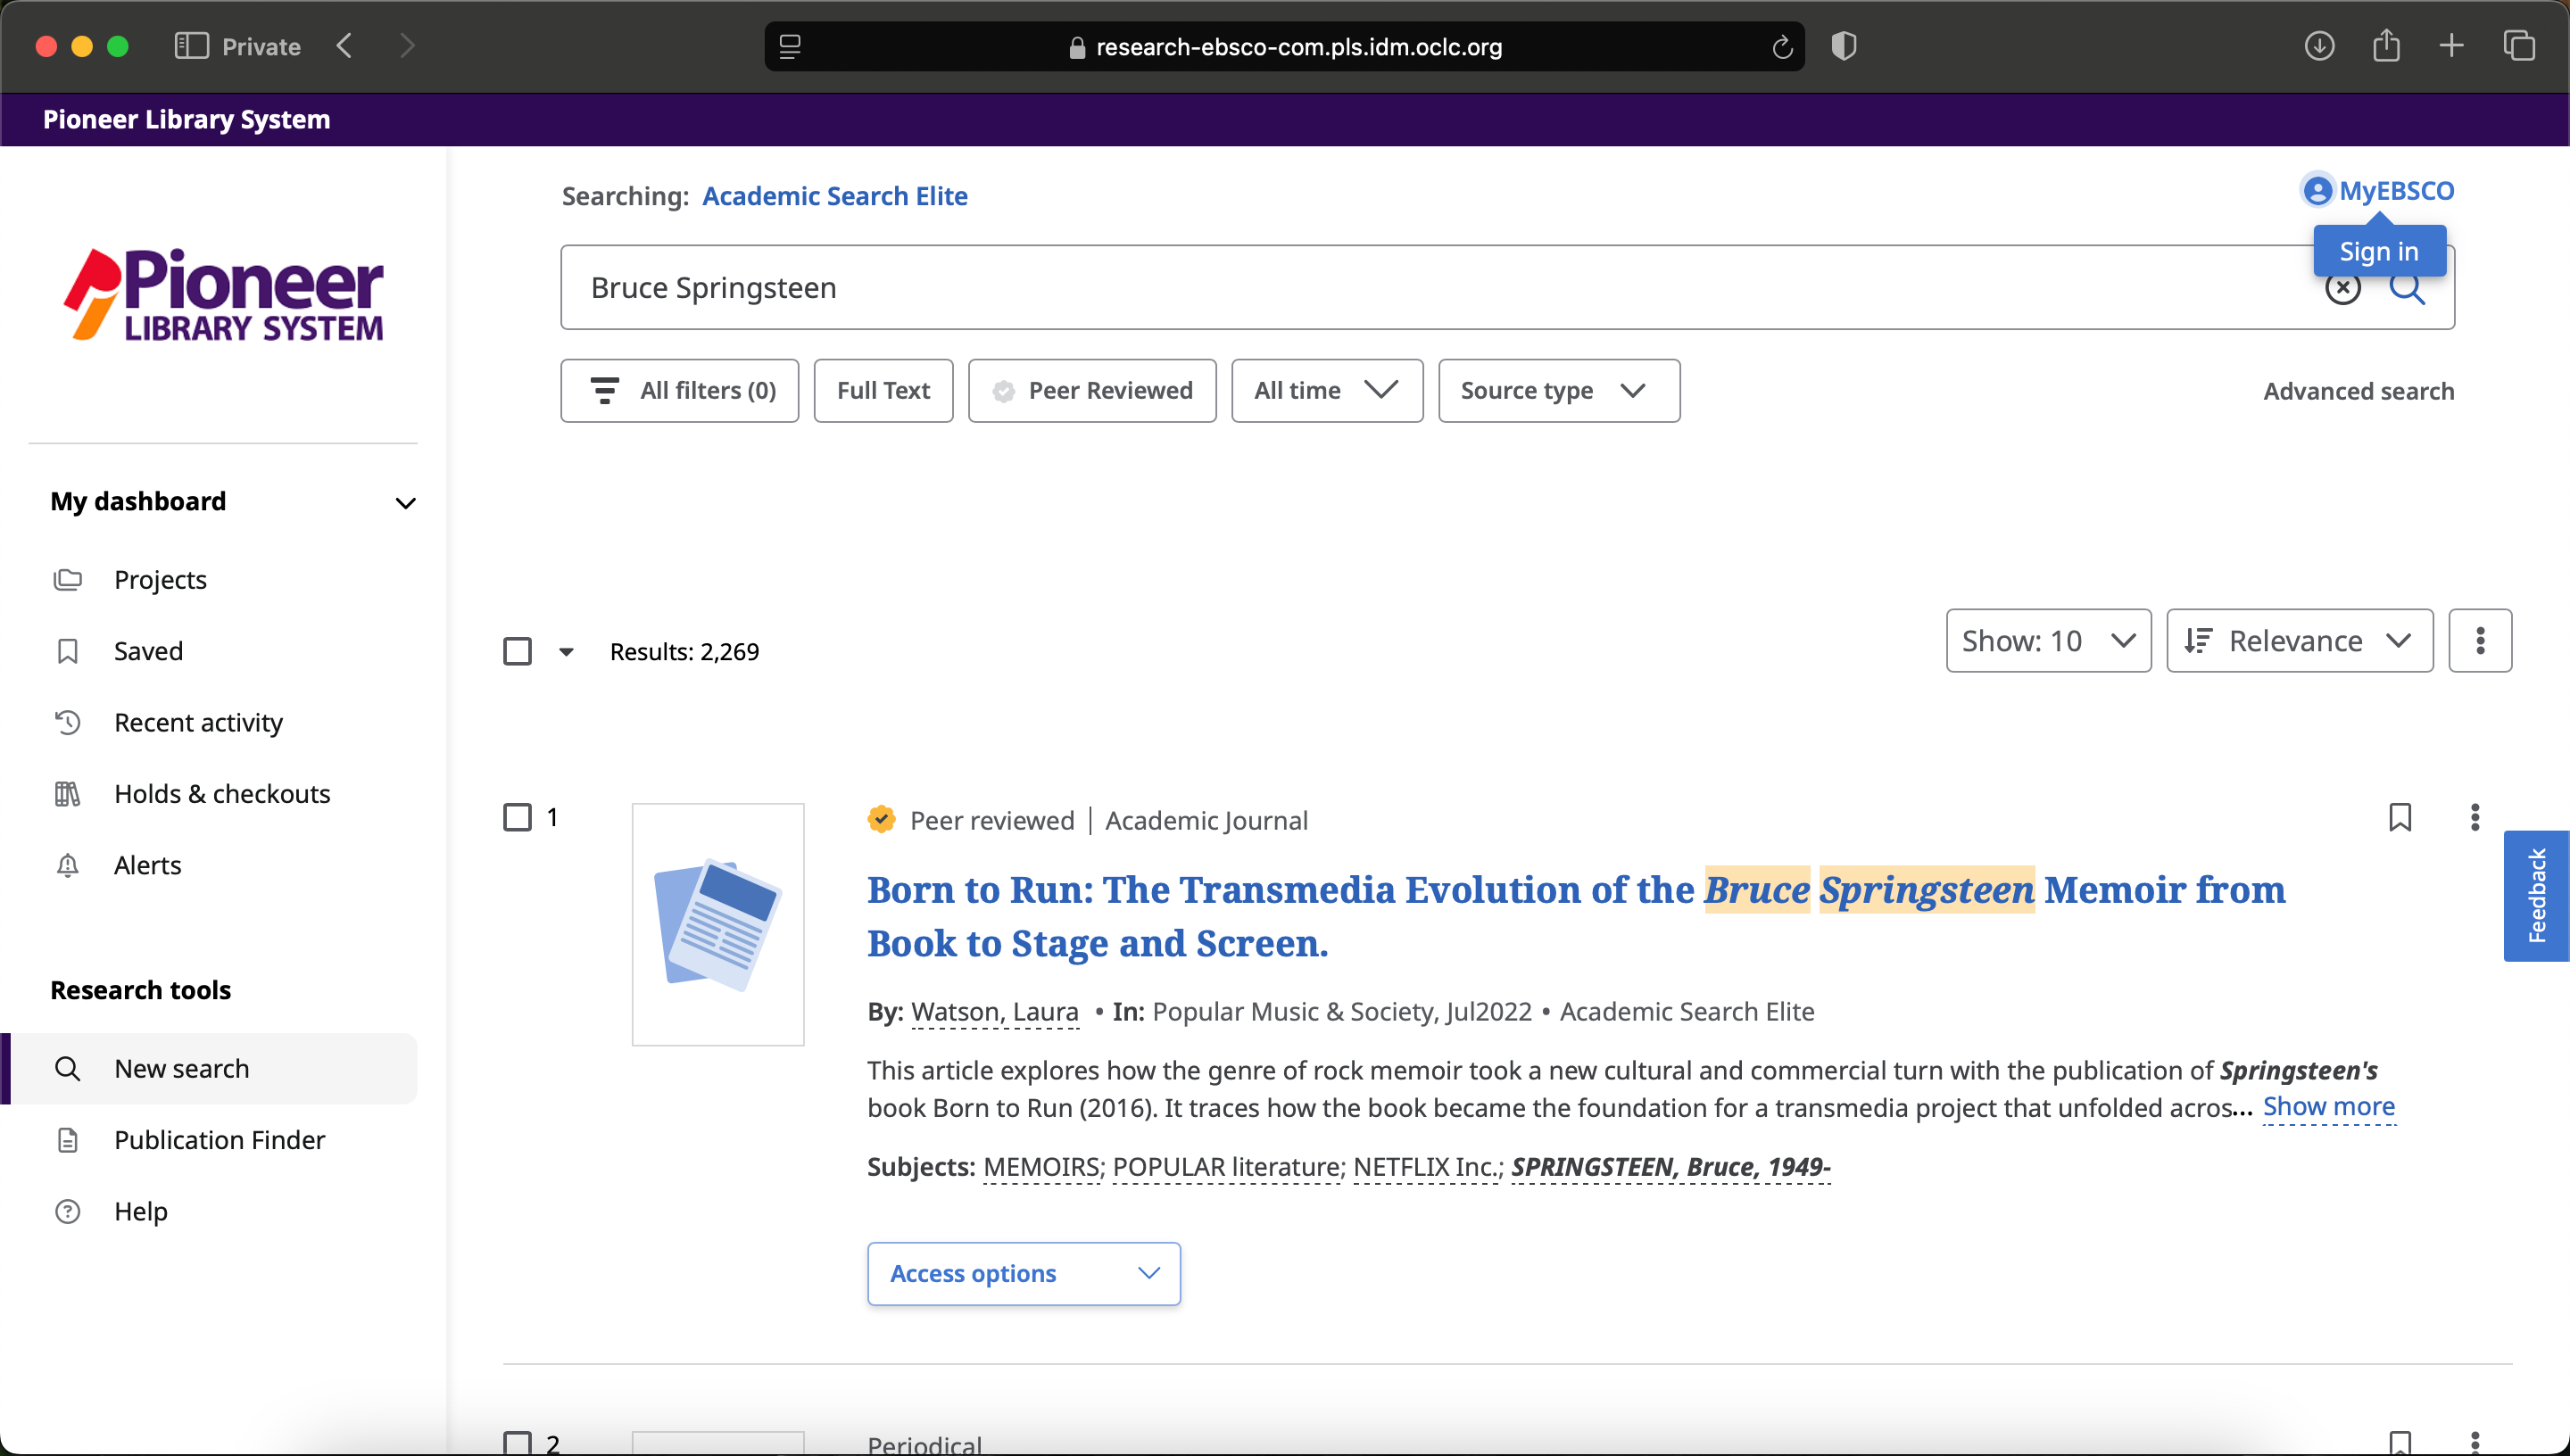 Private
research-ebsco-com.pls.idm.oclc.org
Pioneer Library System
Pioneer
LIBRARY SYSTEM
My dashboard
Projects
Saved
Recent activity
Holds & checkouts
Alerts
Research tools
New search
Publication Finder
Help
Searching: Academic Search Elite
MyEBSCO
Sign in
Bruce Springsteen
All filters (0)
Full Text
Peer Reviewed
All time
Source type
Advanced search
Results: 2,269
Show: 10
Relevance
1
Peer reviewed | Academic Journal
Born to Run: The Transmedia Evolution of the Bruce Springsteen Memoir from
Book to Stage and Screen.
By: Watson, Laura • In: Popular Music & Society, Jul2022 • Academic Search Elite
This article explores how the genre of rock memoir took a new cultural and commercial turn with the publication of Springsteen's
book Born to Run (2016). It traces how the book became the foundation for a transmedia project that unfolded acros... Show more
Subjects: MEMOIRS; POPULAR literature; NETFLIX Inc.; SPRINGSTEEN, Bruce, 1949-
Access options
Feedback
2
Periodical